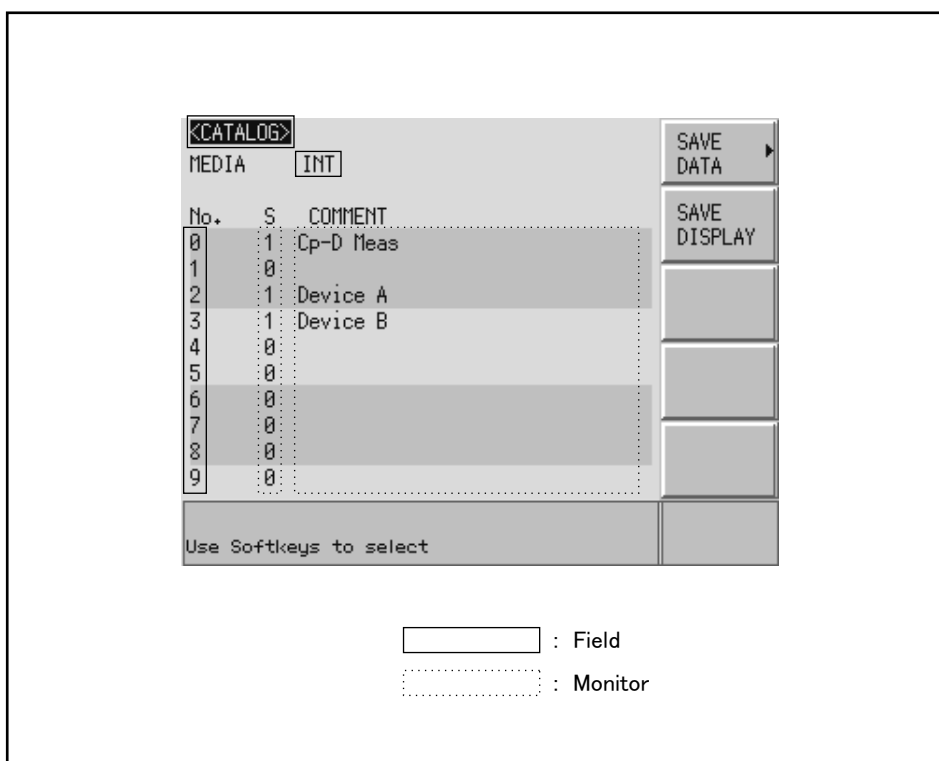 <CATALOG>
MEDIA INT
No. S COMMENT
0 1 Cp-D Meas
1 0
2 1 Device A
3 1 Device B
4 0
5 0
6 0
7 0
8 0
9 0
Use Softkeys to select
SAVE
DATA
SAVE
DISPLAY
: Field
: Monitor